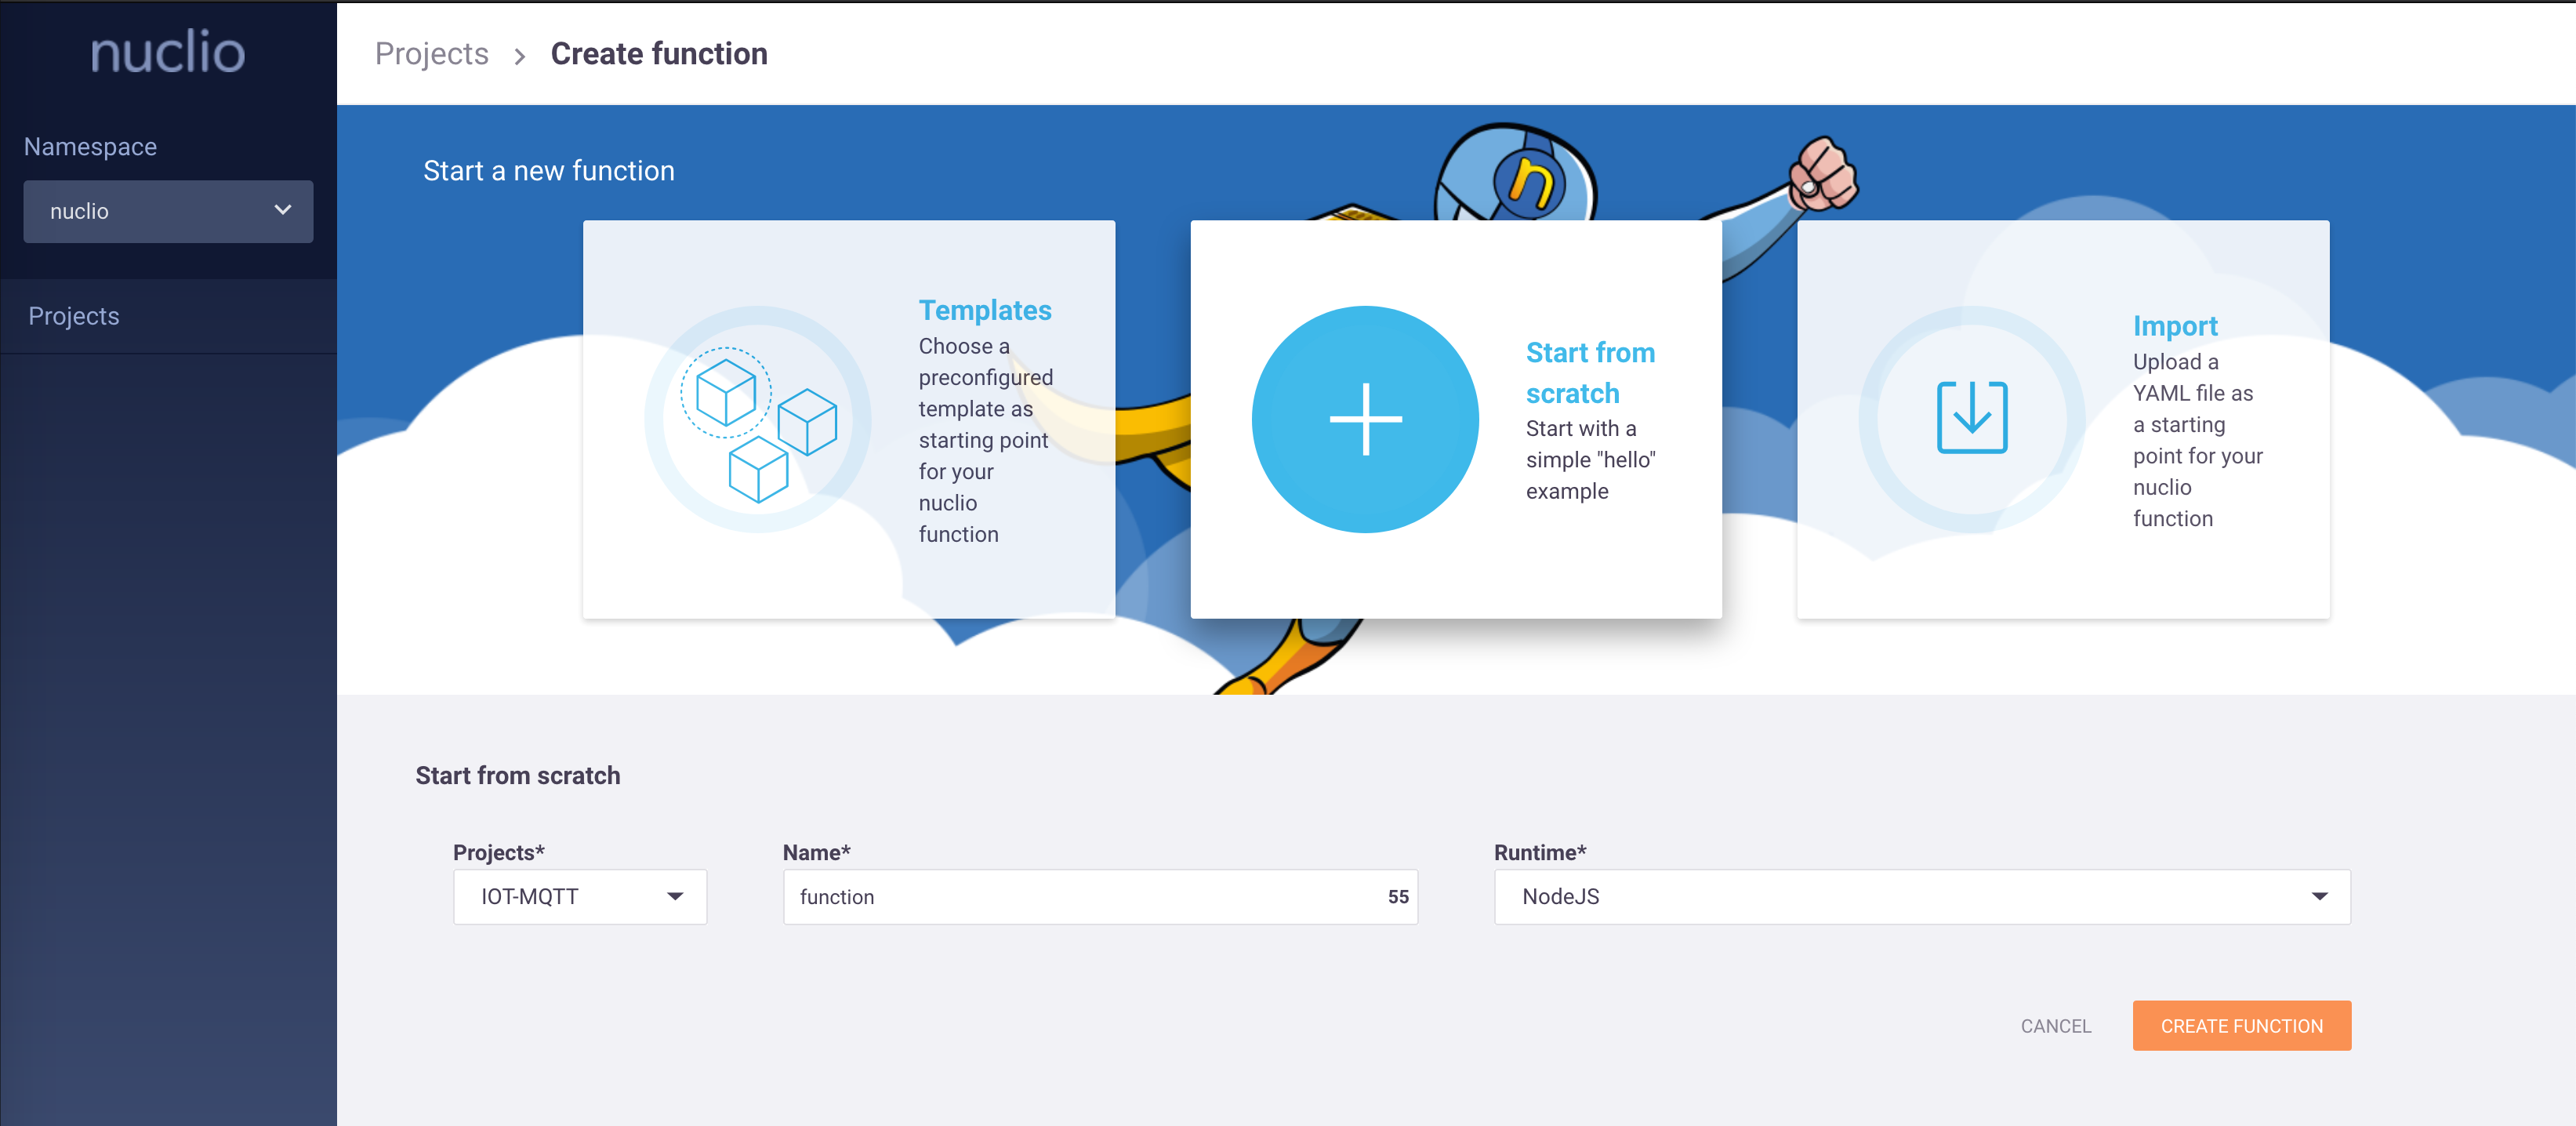 nuclio
Namespace
nuclio
Projects
Projects > Create function
Start a new function
n
Templates
Choose a
preconfigured
template as
starting point
for your
nuclio
function
Start from
scratch
Start with a
simple "hello"
example
Import
Upload a
YAML file as
a starting
point for your
nuclio
function
Start from scratch
Projects* Name* Runtime*
IOT-MQTT function 55 NodeJS
CANCEL CREATE FUNCTION